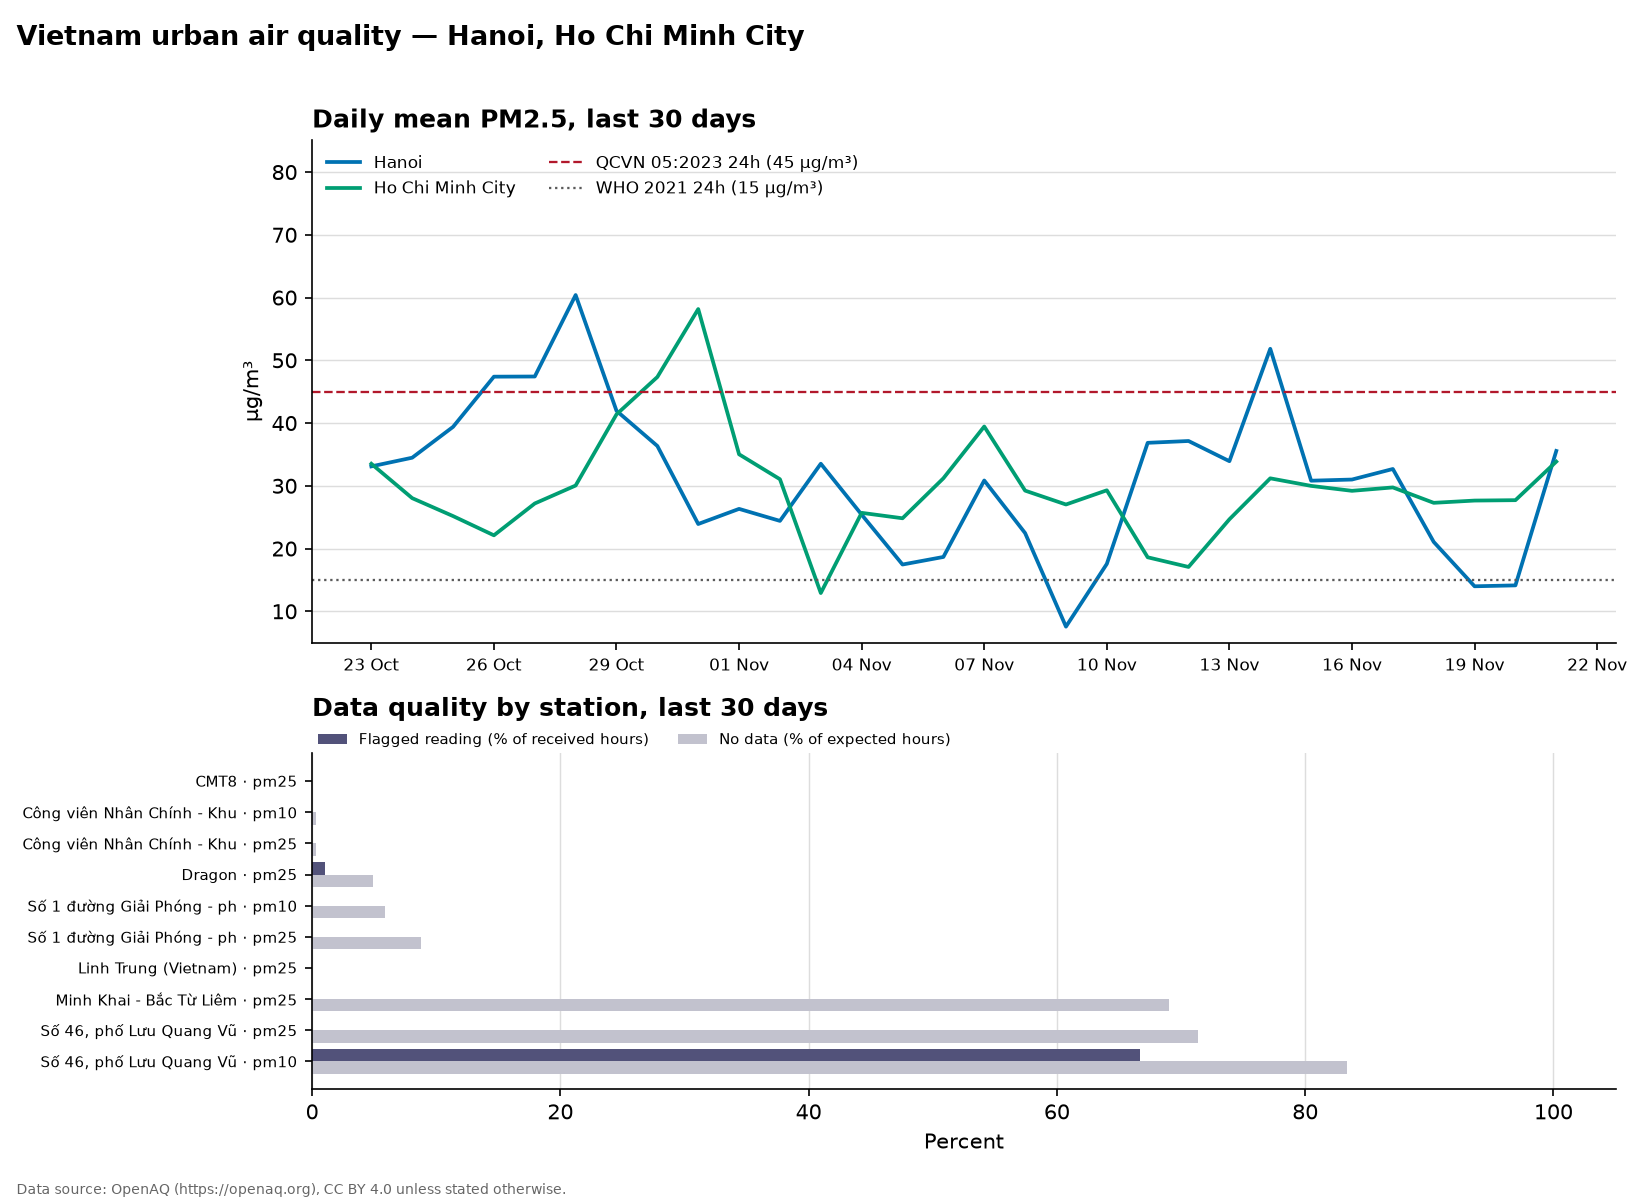 Vietnam urban air quality — Hanoi, Ho Chi Minh City
Daily mean PM2.5, last 30 days
Hanoi
Ho Chi Minh City
QCVN 05:2023 24h (45 µg/m³)
WHO 2021 24h (15 µg/m³)
µg/m³
80
70
60
50
40
30
20
10
23 Oct 26 Oct 29 Oct 01 Nov 04 Nov 07 Nov 10 Nov 13 Nov 16 Nov 19 Nov 22 Nov
Data quality by station, last 30 days
Flagged reading (% of received hours) No data (% of expected hours)
CMT8 · pm25
Công viên Nhân Chính - Khu · pm10
Công viên Nhân Chính - Khu · pm25
Dragon · pm25
Số 1 đường Giải Phóng - ph · pm10
Số 1 đường Giải Phóng - ph · pm25
Linh Trung (Vietnam) · pm25
Minh Khai - Bắc Từ Liêm · pm25
Số 46, phố Lưu Quang Vũ · pm25
Số 46, phố Lưu Quang Vũ · pm10
0 20 40 60 80 100
Percent
Data source: OpenAQ (https://openaq.org), CC BY 4.0 unless stated otherwise.